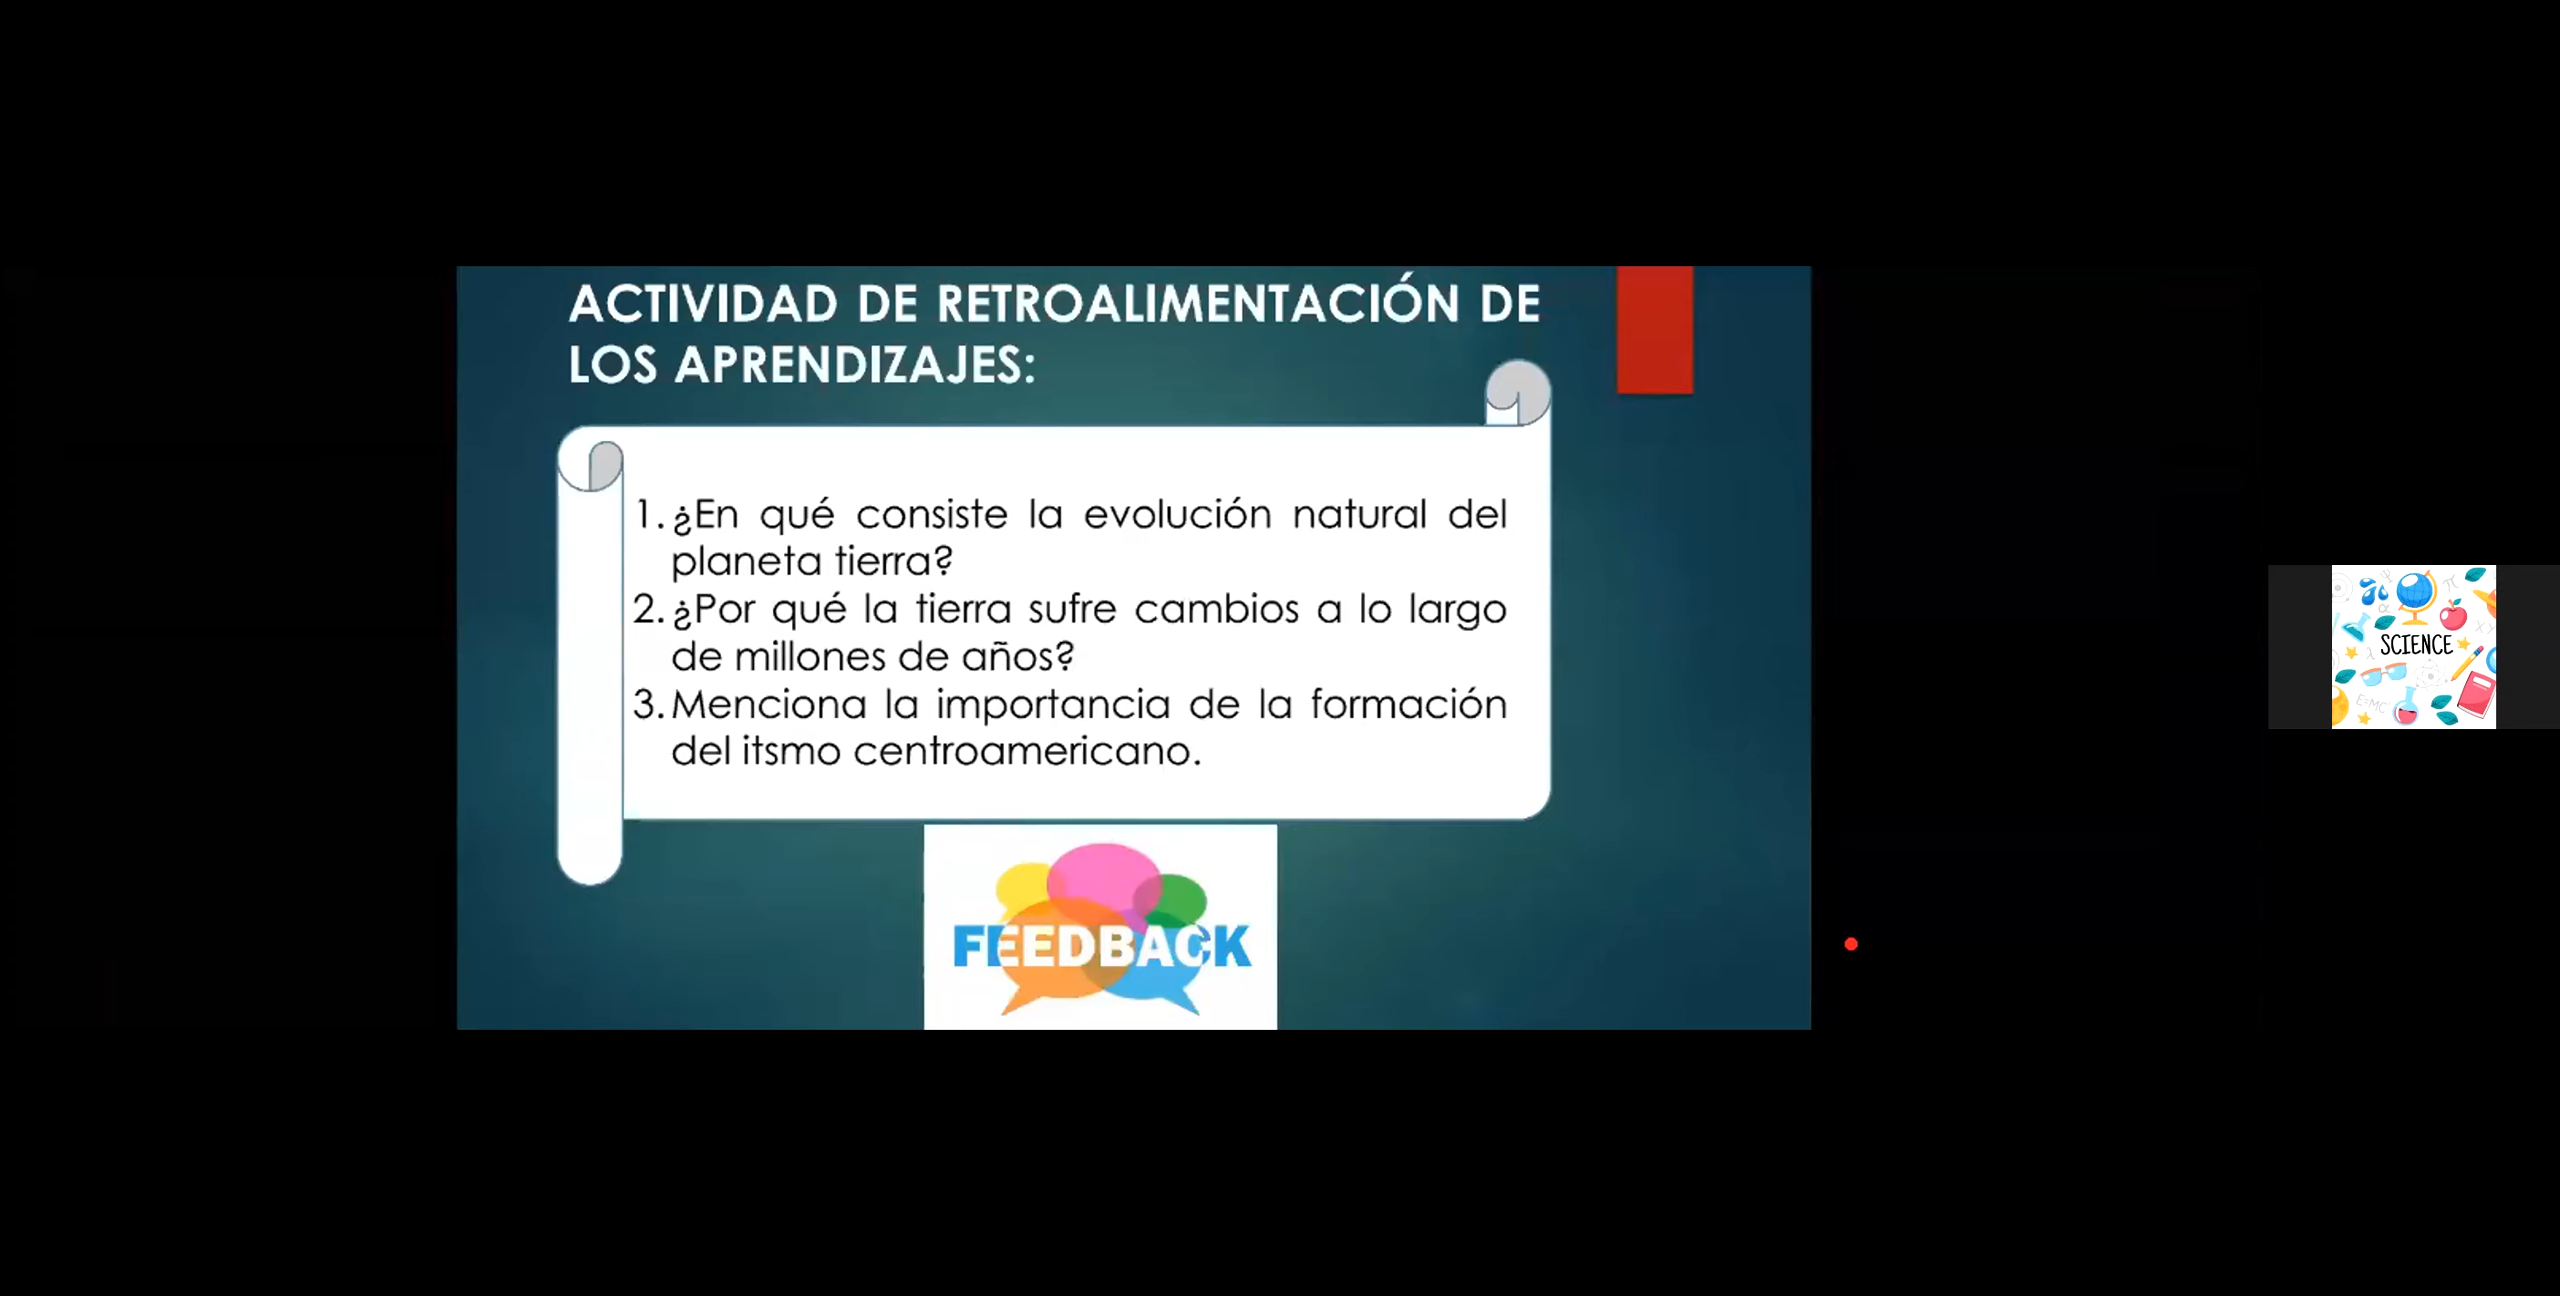 ACTIVIDAD DE RETROALIMENTACIÓN DE
LOS APRENDIZAJES:
1. ¿En qué consiste la evolución natural del
planeta tierra?
2. ¿Por qué la tierra sufre cambios a lo largo
de millones de años?
3. Menciona la importancia de la formación
del itsmo centroamericano.
FEEDBACK
SCIENCE
E=MC